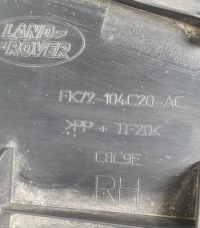 LAND-
-ROVER
FK72-104C20-AC
>PP + TF20<
C8C9E
RH